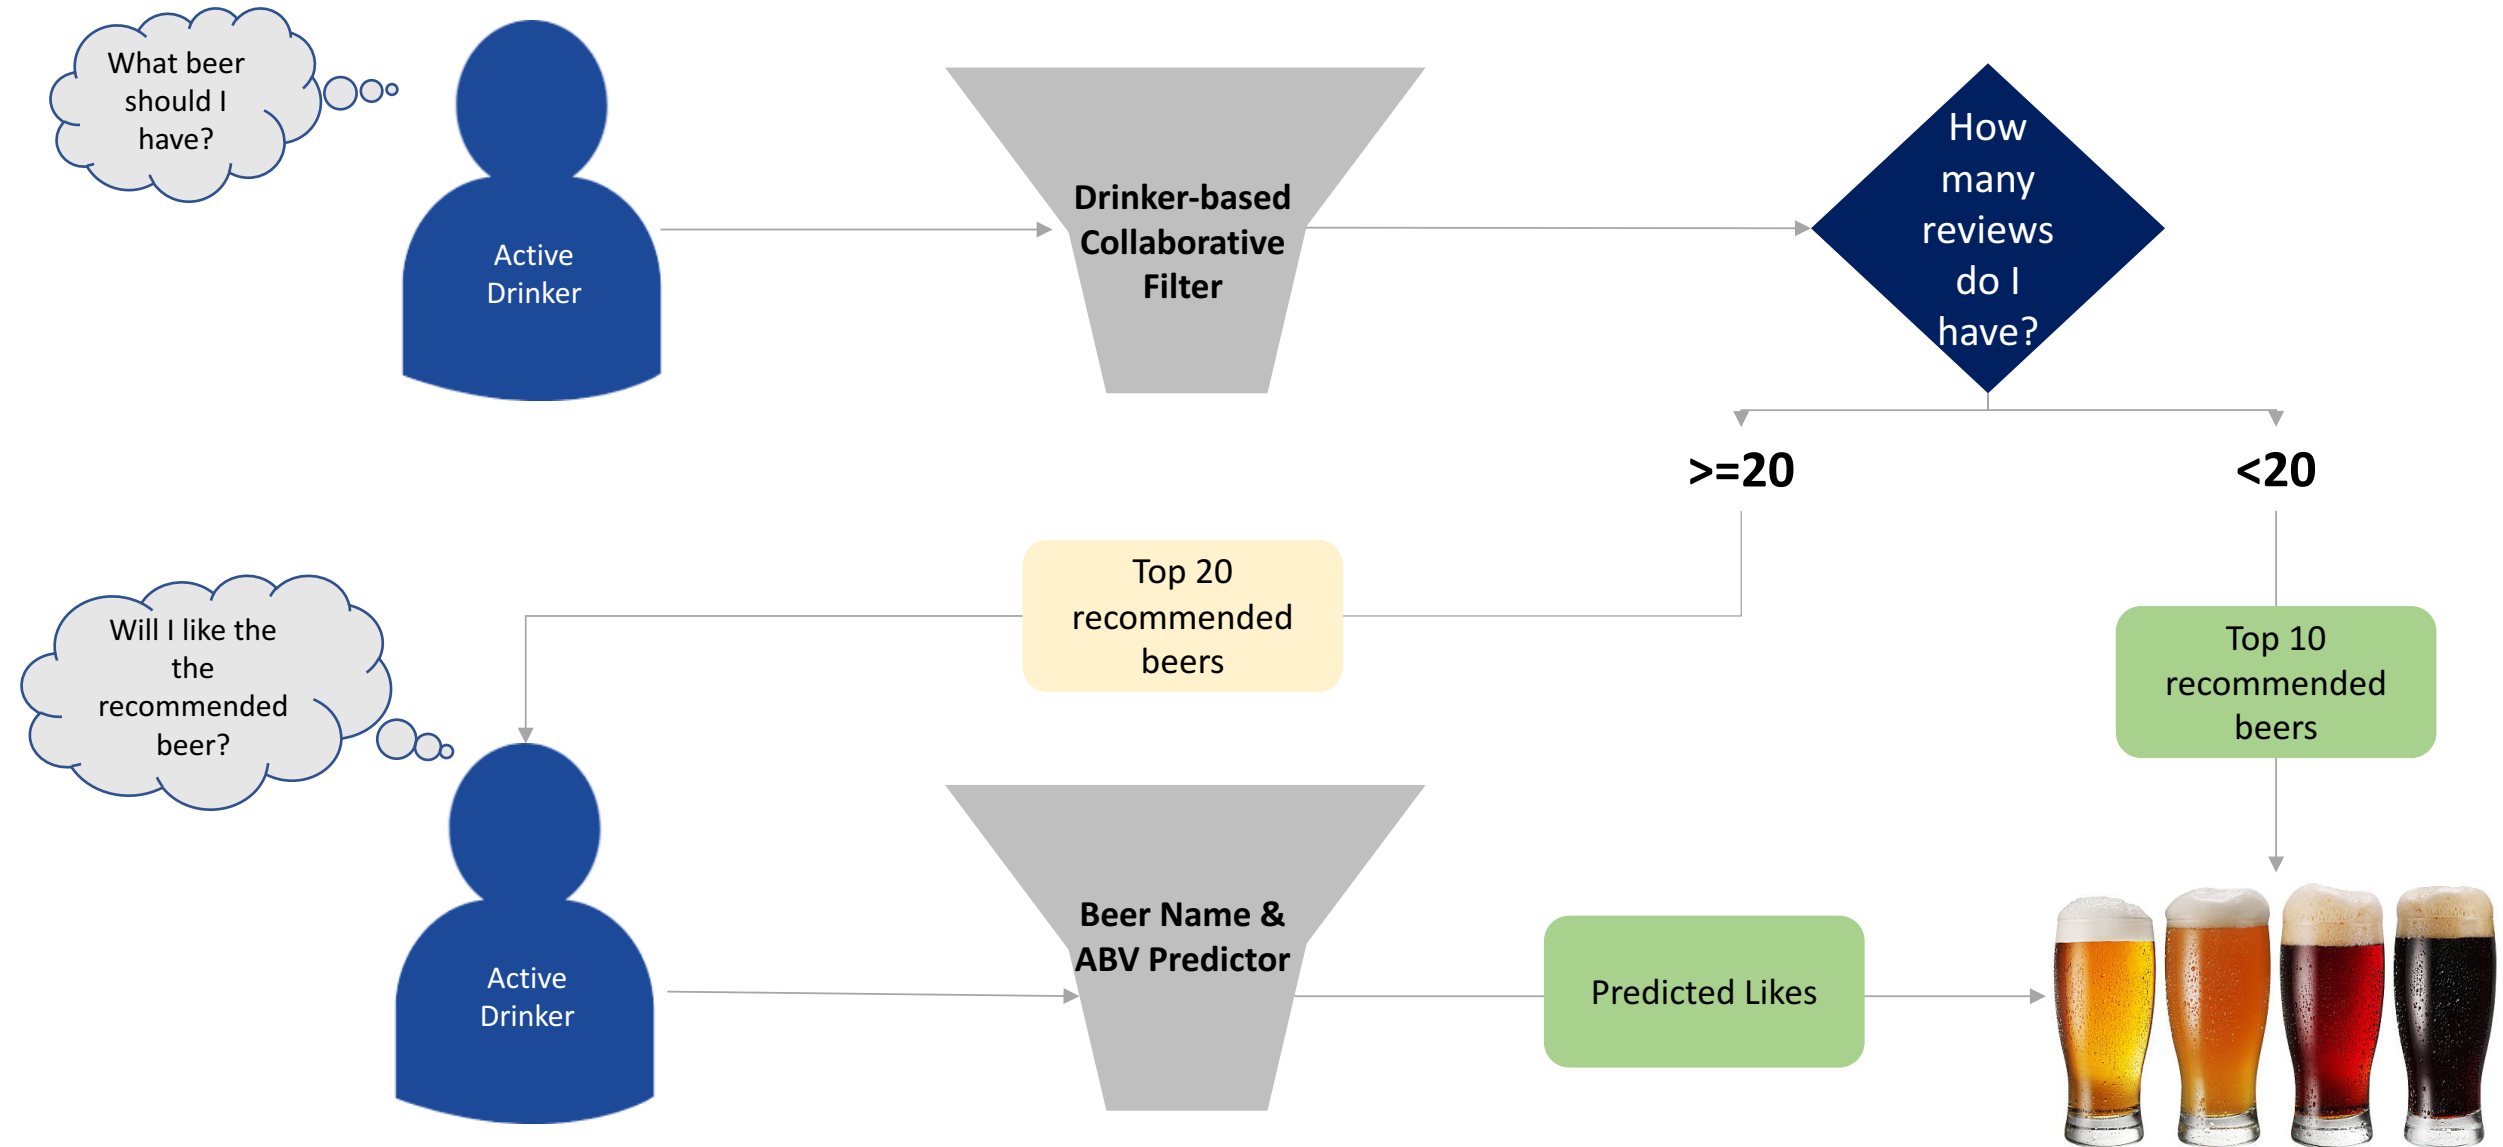 What beer
should I
have?
Active
Drinker
Drinker-based
Collaborative
Filter
How
many
reviews
do I
have?
>=20
<20
Top 20
recommended
beers
Top 10
recommended
beers
Will I like the
the
recommended
beer?
Active
Drinker
Beer Name &
ABV Predictor
Predicted Likes